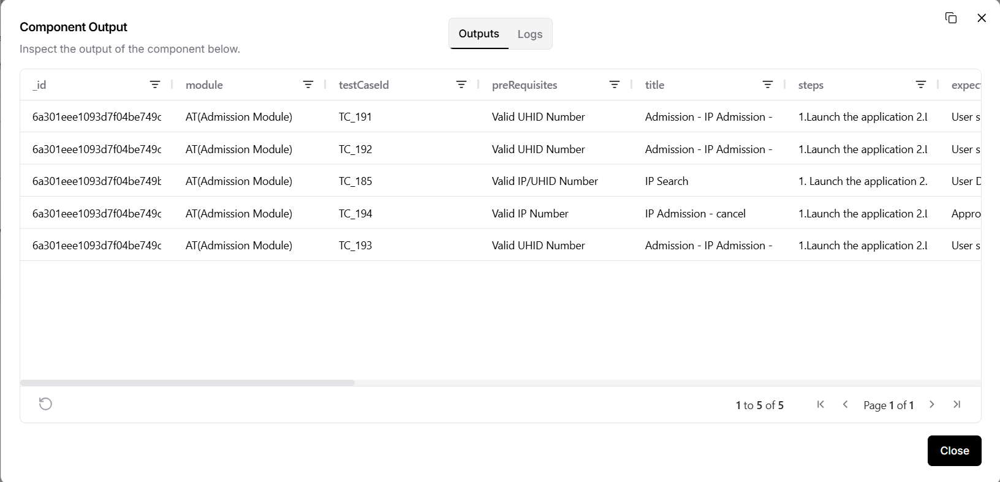 Component Output
Inspect the output of the component below.
Outputs Logs
_id module testCaseId preRequisites title steps expec
6a301eee1093d7f04be749c AT(Admission Module) TC_191 Valid UHID Number Admission - IP Admission - 1.Launch the application 2.L User s
6a301eee1093d7f04be749c AT(Admission Module) TC_192 Valid UHID Number Admission - IP Admission - 1.Launch the application 2.L User s
6a301eee1093d7f04be749b AT(Admission Module) TC_185 Valid IP/UHID Number IP Search 1. Launch the application 2. User D
6a301eee1093d7f04be749c AT(Admission Module) TC_194 Valid IP Number IP Admission - cancel 1.Launch the application 2.L Appro
6a301eee1093d7f04be749c AT(Admission Module) TC_193 Valid UHID Number Admission - IP Admission - 1.Launch the application 2.L User s
1 to 5 of 5 Page 1 of 1
Close